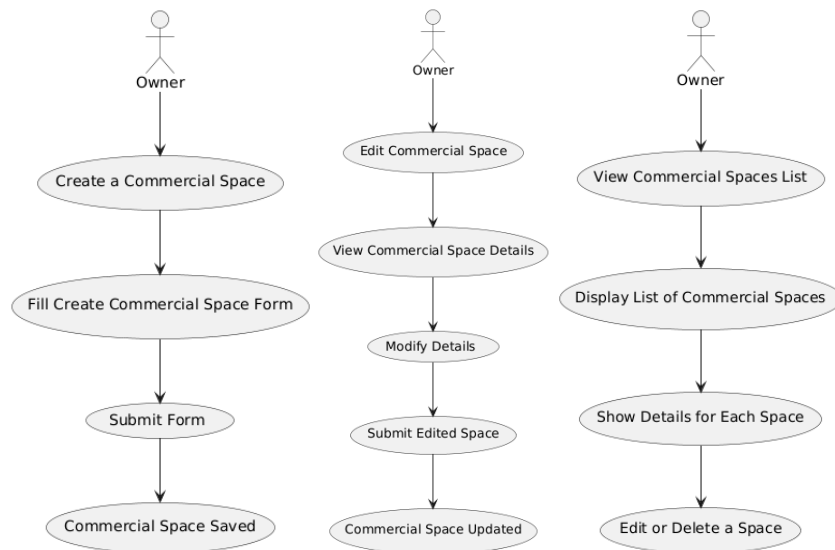 Owner
Create a Commercial Space
Fill Create Commercial Space Form
Submit Form
Commercial Space Saved
Owner
Edit Commercial Space
View Commercial Space Details
Modify Details
Submit Edited Space
Commercial Space Updated
Owner
View Commercial Spaces List
Display List of Commercial Spaces
Show Details for Each Space
Edit or Delete a Space